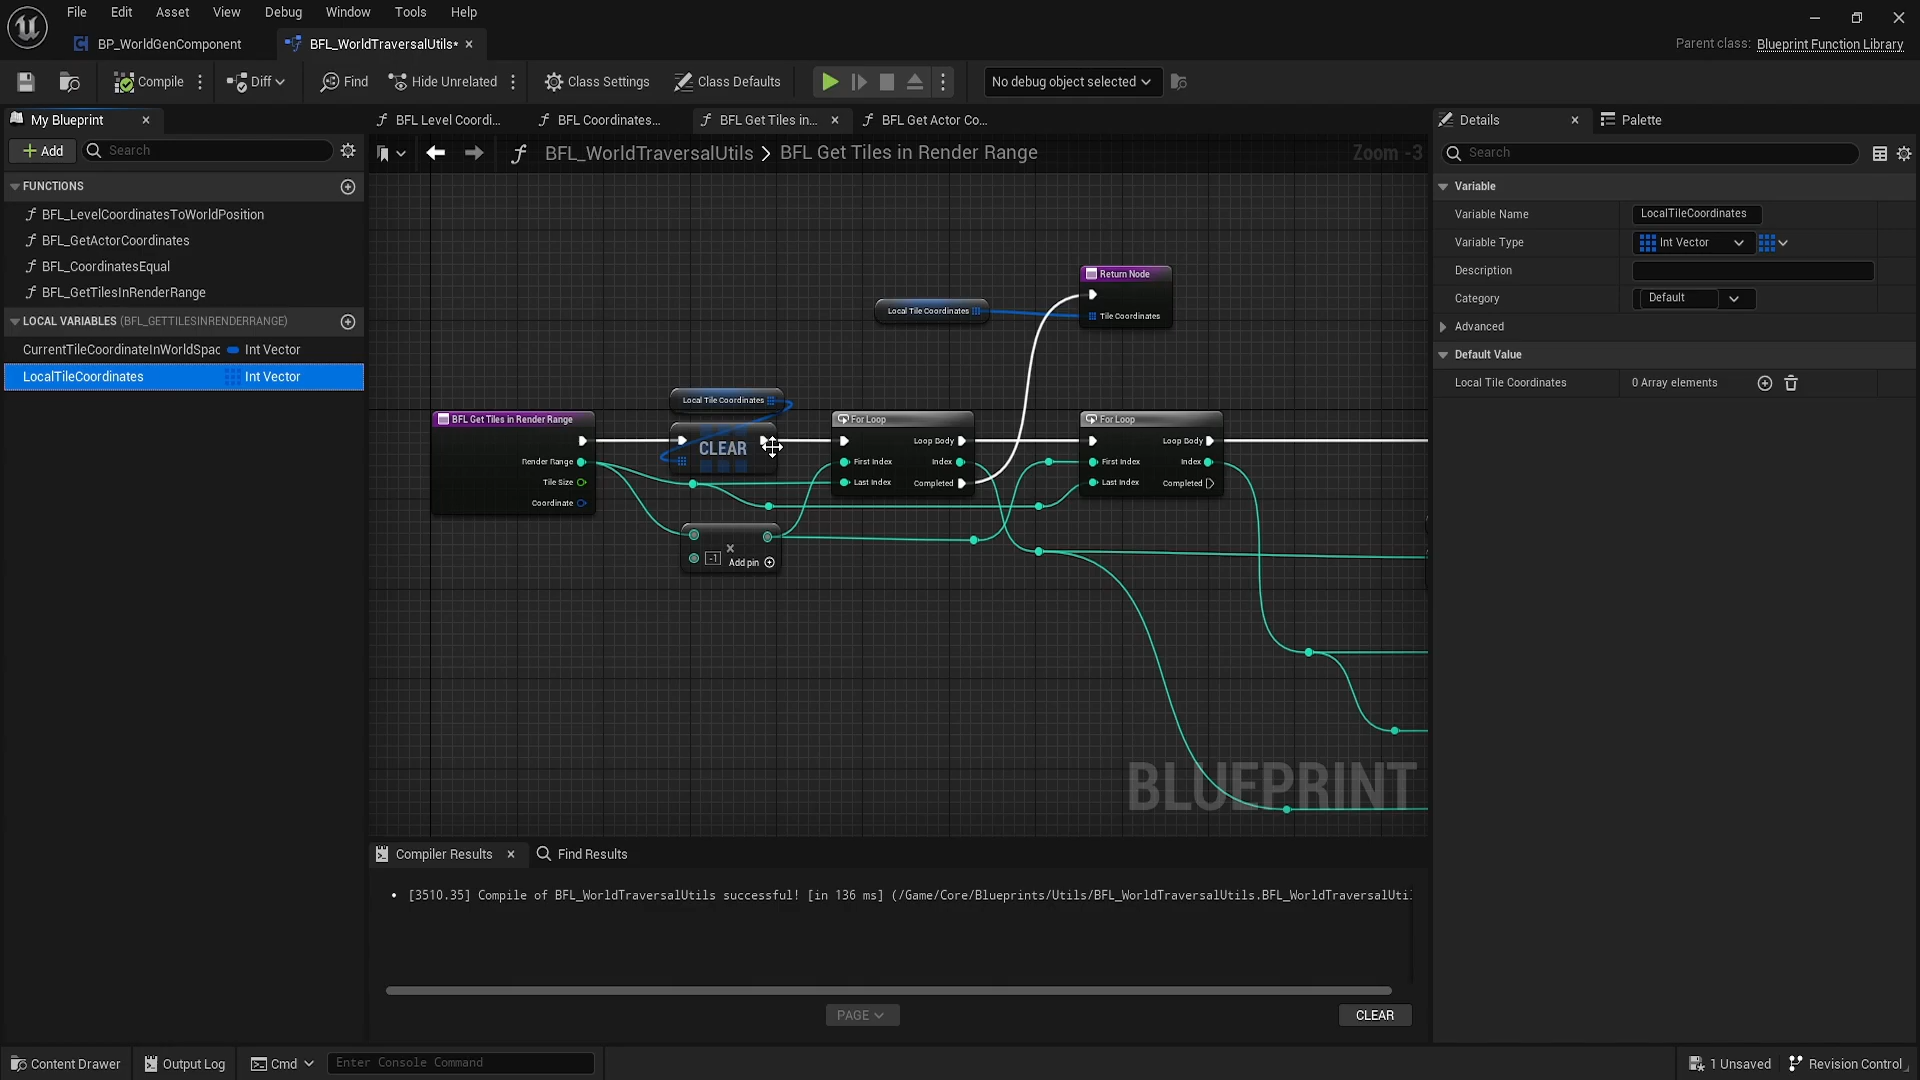 File Edit Asset View Debug Window Tools Help
BP_WorldGenComponent
BFL_WorldTraversalUtils*
Parent class: Blueprint Function Library
Compile
Diff
Find
Hide Unrelated
Class Settings
Class Defaults
No debug object selected
My Blueprint
Add
Search
FUNCTIONS
BFL_LevelCoordinatesToWorldPosition
BFL_GetActorCoordinates
BFL_CoordinatesEqual
BFL_GetTilesInRenderRange
LOCAL VARIABLES (BFL_GETTILESINRENDERRANGE)
CurrentTileCoordinateInWorldSpac Int Vector
LocalTileCoordinates Int Vector
BFL Level Coordi...
BFL Coordinates...
BFL Get Tiles in...
BFL Get Actor Co...
BFL_WorldTraversalUtils > BFL Get Tiles in Render Range
Zoom -3
Return Node
Local Tile Coordinates
Tile Coordinates
Local Tile Coordinates
BFL Get Tiles in Render Range
Render Range
Tile Size
Coordinate
CLEAR
For Loop
Loop Body
First Index
Index
Last Index
Completed
For Loop
Loop Body
First Index
Index
Last Index
Completed
-1
Add pin
BLUEPRINT
Compiler Results
Find Results
[3510.35] Compile of BFL_WorldTraversalUtils successful! [in 136 ms] (/Game/Core/Blueprints/Utils/BFL_WorldTraversalUtils.BFL_WorldTraversalUtil
PAGE
CLEAR
Details
Palette
Search
Variable
Variable Name LocalTileCoordinates
Variable Type Int Vector
Description
Category Default
Advanced
Default Value
Local Tile Coordinates 0 Array elements
Content Drawer
Output Log
Cmd
Enter Console Command
1 Unsaved
Revision Control